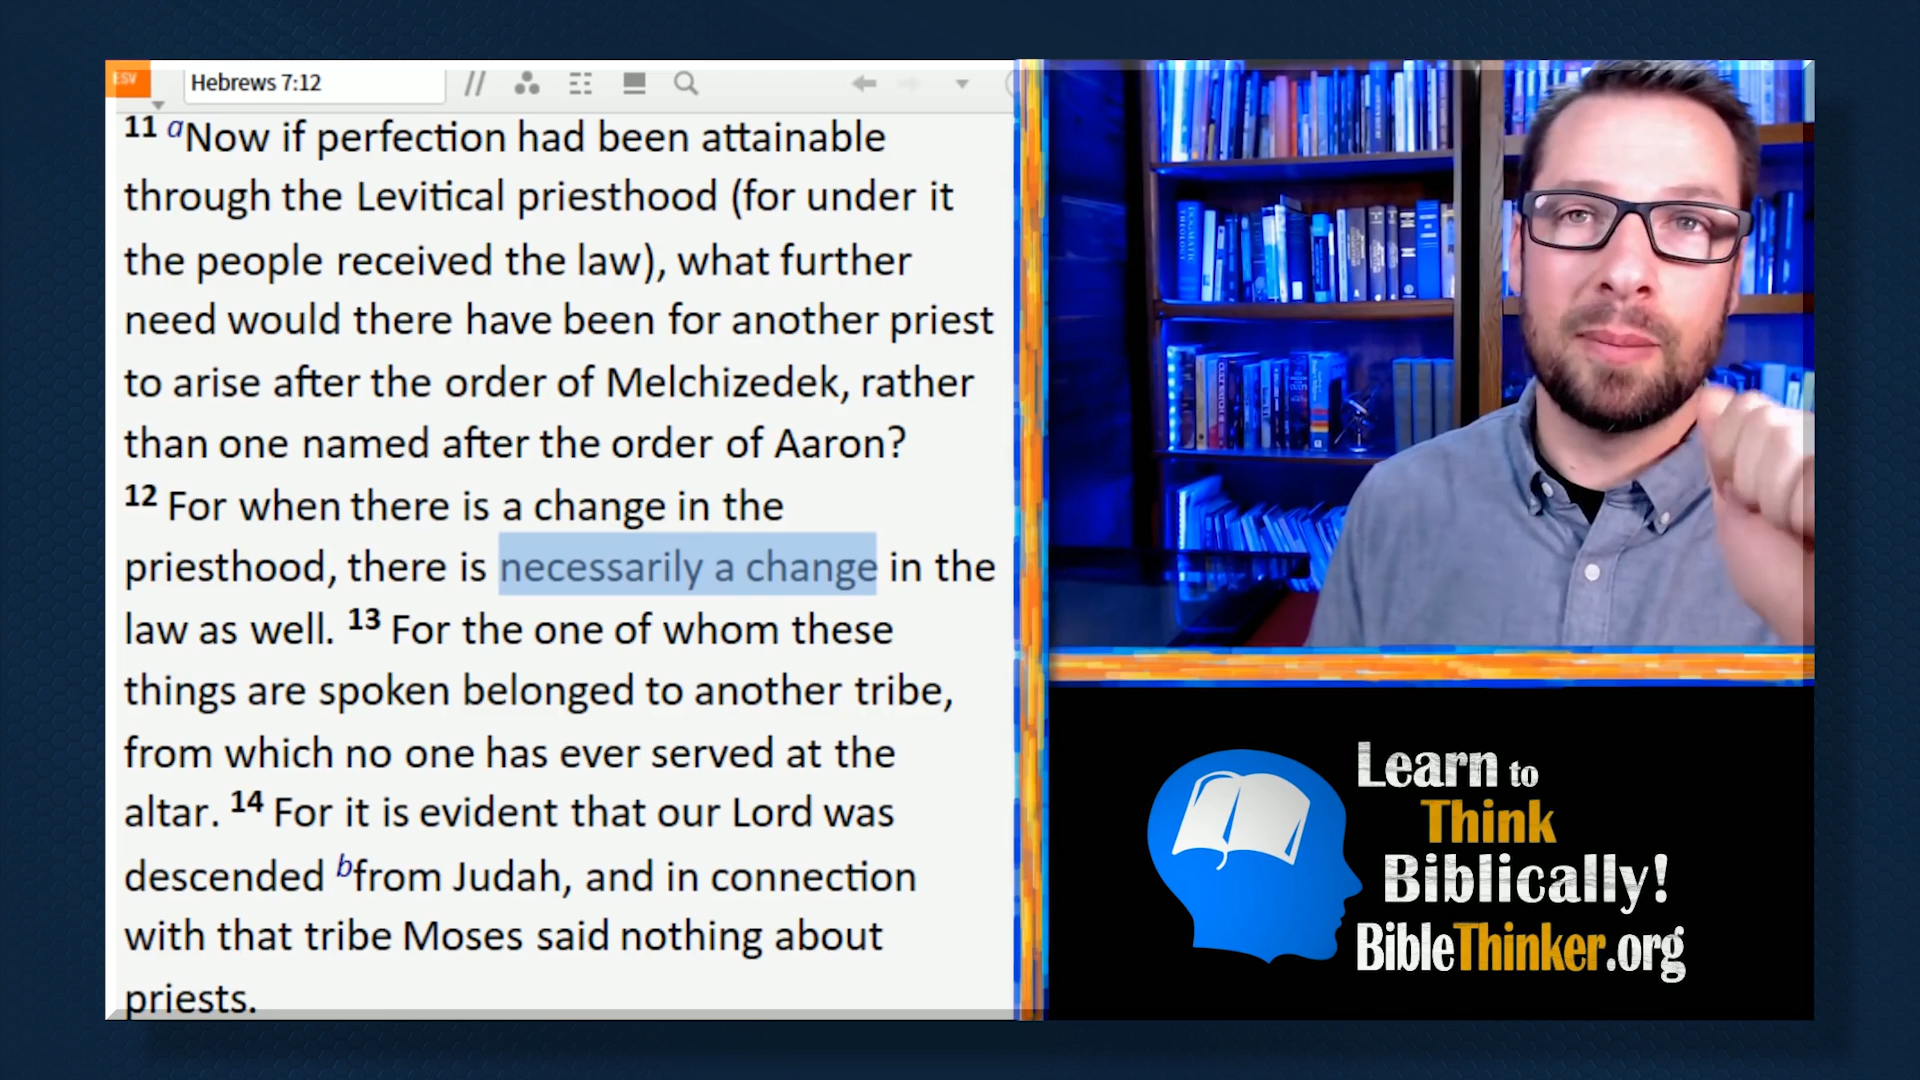 ESV
Hebrews 7:12
11 aNow if perfection had been attainable
through the Levitical priesthood (for under it
the people received the law), what further
need would there have been for another priest
to arise after the order of Melchizedek, rather
than one named after the order of Aaron?
12 For when there is a change in the
priesthood, there is necessarily a change in the
law as well. 13 For the one of whom these
things are spoken belonged to another tribe,
from which no one has ever served at the
altar. 14 For it is evident that our Lord was
descended bfrom Judah, and in connection
with that tribe Moses said nothing about
priests.
DOGMATIC
THEOLOGY
Learn to
Think
Biblically!
BibleThinker.org